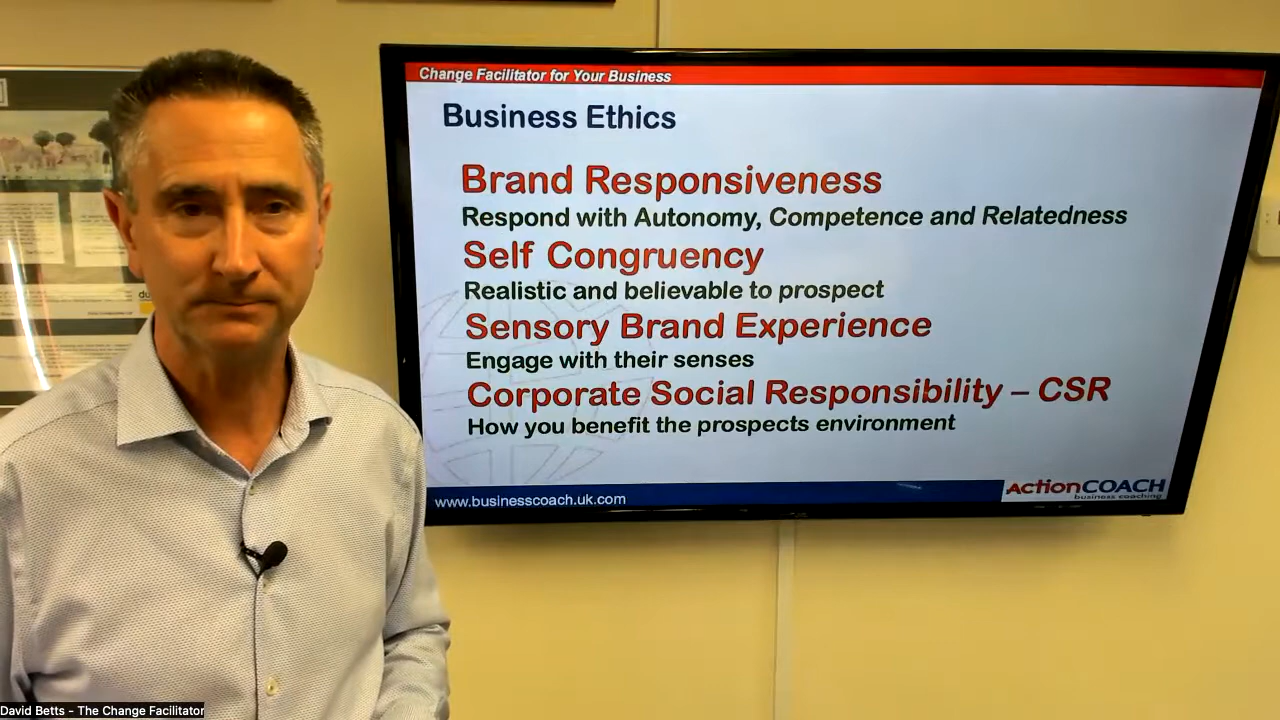 Change Facilitator for Your Business
Business Ethics
Brand Responsiveness
Respond with Autonomy, Competence and Relatedness
Self Congruency
Realistic and believable to prospect
Sensory Brand Experience
Engage with their senses
Corporate Social Responsibility – CSR
How you benefit the prospects environment
www.businesscoach.uk.com
ActionCOACH
business coaching
David Betts - The Change Facilitator